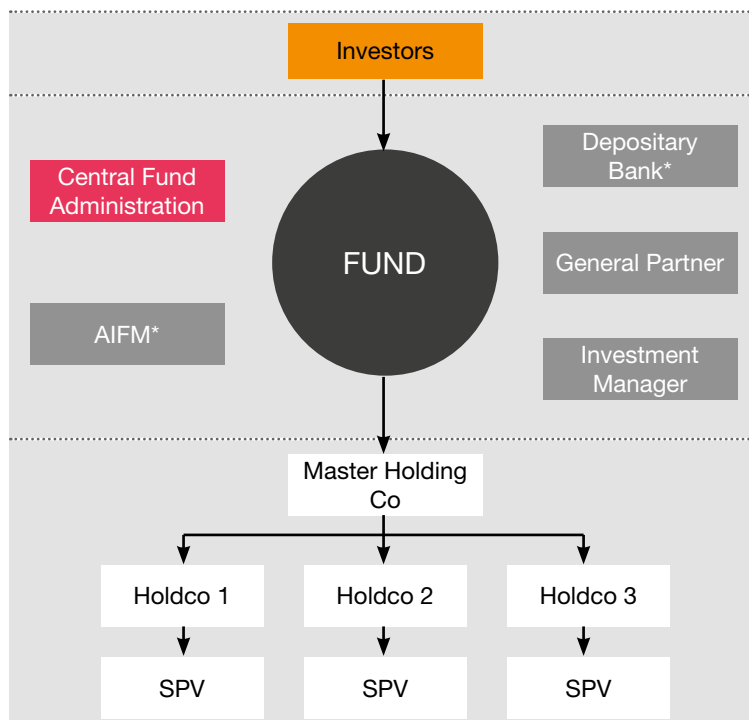 Investors
Central Fund
Administration
AIFM*
FUND
Depositary
Bank*
General Partner
Investment
Manager
Master Holding
Co
Holdco 1
Holdco 2
Holdco 3
SPV
SPV
SPV